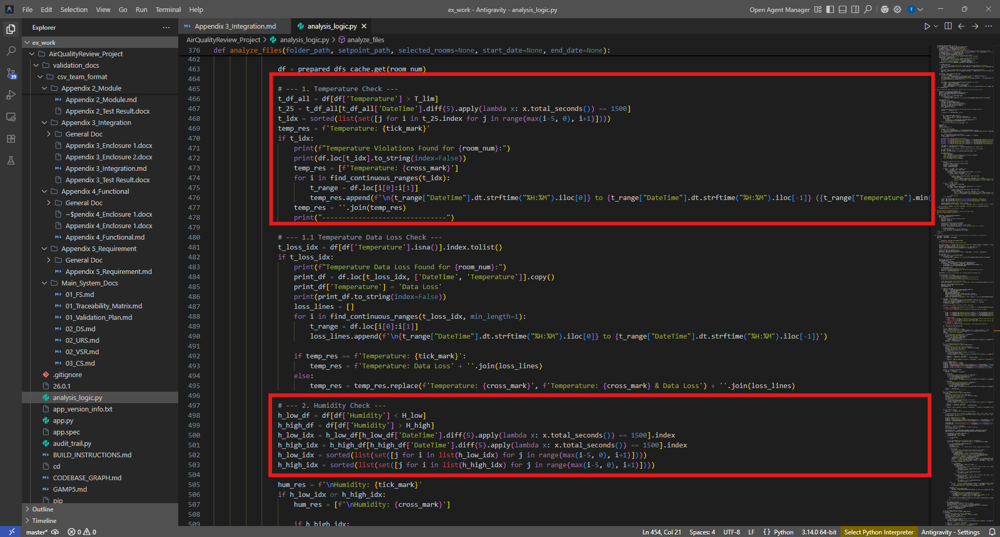 File Edit Selection View Go Run Terminal Help
ex_work - Antigravity - analysis_logic.py
Open Agent Manager
T
Explorer
ex_work
AirQualityReview_Project
validation_docs
csv_team_format
Appendix 2_Module
Appendix 2_Module.md
Appendix 2_Test Result.docx
Appendix 3_Integration
General Doc
Appendix 3_Enclosure 1.docx
Appendix 3_Enclosure 2.docx
Appendix 3_Integration.md
Appendix 3_Test Result.docx
Appendix 4_Functional
General Doc
~$pendix 4_Enclosure 1.docx
Appendix 4_Enclosure 1.docx
Appendix 4_Functional.md
Appendix 5_Requirement
General Doc
Appendix 5_Requirement.md
Main_System_Docs
01_FS.md
01_Traceability_Matrix.md
01_Validation_Plan.md
02_DS.md
02_URS.md
02_VSR.md
03_CS.md
.gitignore
26.0.1
analysis_logic.py
app_version_info.txt
app.py
app.spec
audit_trail.py
BUILD_INSTRUCTIONS.md
cd
CODEBASE_GRAPH.md
GAMP5.md
pip
Outline
Timeline
39
Appendix 3_Integration.md
analysis_logic.py
AirQualityReview_Project > analysis_logic.py > analyze_files
376 def analyze_files(folder_path, setpoint_path, selected_rooms=None, start_date=None, end_date=None):
462
463 df = prepared_dfs_cache.get(room_num)
464
465 # --- 1. Temperature Check ---
466 t_df_all = df[df['Temperature'] > T_lim]
467 t_25 = t_df_all[t_df_all['DateTime'].diff(5).apply(lambda x: x.total_seconds()) == 1500]
468 t_idx = sorted(list(set([j for i in t_25.index for j in range(max(i-5, 0), i+1)])))
469 temp_res = f'Temperature: {tick_mark}'
470 if t_idx:
471 print(f"Temperature Violations Found for {room_num}:")
472 print(df.loc[t_idx].to_string(index=False))
473 temp_res = [f'Temperature: {cross_mark}']
474 for i in find_continuous_ranges(t_idx):
475 t_range = df.loc[i[0]:i[1]]
476 temp_res.append(f'\n{t_range["DateTime"].dt.strftime("%H:%M").iloc[0]} to {t_range["DateTime"].dt.strftime("%H:%M").iloc[-1]} ({t_range["Temperature"].min(
477 temp_res = ''.join(temp_res)
478 print("-------------------------------")
479
480 # --- 1.1 Temperature Data Loss Check ---
481 t_loss_idx = df[df['Temperature'].isna()].index.tolist()
482 if t_loss_idx:
483 print(f"Temperature Data Loss Found for {room_num}:")
484 print_df = df.loc[t_loss_idx, ['DateTime', 'Temperature']].copy()
485 print_df['Temperature'] = 'Data Loss'
486 print(print_df.to_string(index=False))
487 loss_lines = []
488 for i in find_continuous_ranges(t_loss_idx, min_length=1):
489 t_range = df.loc[i[0]:i[1]]
490 loss_lines.append(f'\n{t_range["DateTime"].dt.strftime("%H:%M").iloc[0]} to {t_range["DateTime"].dt.strftime("%H:%M").iloc[-1]}')
491
492 if temp_res == f'Temperature: {tick_mark}':
493 temp_res = f'Temperature: Data Loss' + ''.join(loss_lines)
494 else:
495 temp_res = temp_res.replace(f'Temperature: {cross_mark}', f'Temperature: {cross_mark} & Data Loss') + ''.join(loss_lines)
496
497 # --- 2. Humidity Check ---
498 h_low_df = df[df['Humidity'] < H_low]
499 h_high_df = df[df['Humidity'] > H_high]
500 h_low_idx = h_low_df[h_low_df['DateTime'].diff(5).apply(lambda x: x.total_seconds()) == 1500].index
501 h_high_idx = h_high_df[h_high_df['DateTime'].diff(5).apply(lambda x: x.total_seconds()) == 1500].index
502 h_low_idx = sorted(list(set([j for i in list(h_low_idx) for j in range(max(i-5, 0), i+1)])))
503 h_high_idx = sorted(list(set([j for i in list(h_high_idx) for j in range(max(i-5, 0), i+1)])))
504
505 hum_res = f'\nHumidity: {tick_mark}'
506 if h_low_idx or h_high_idx:
507 hum_res = [f'\nHumidity: {cross_mark}']
508
509 if h_high_idx:
master* 0 0
Ln 454, Col 21 Spaces: 4 UTF-8 LF {} Python 3.14.0 64-bit Select Python Interpreter Antigravity - Settings